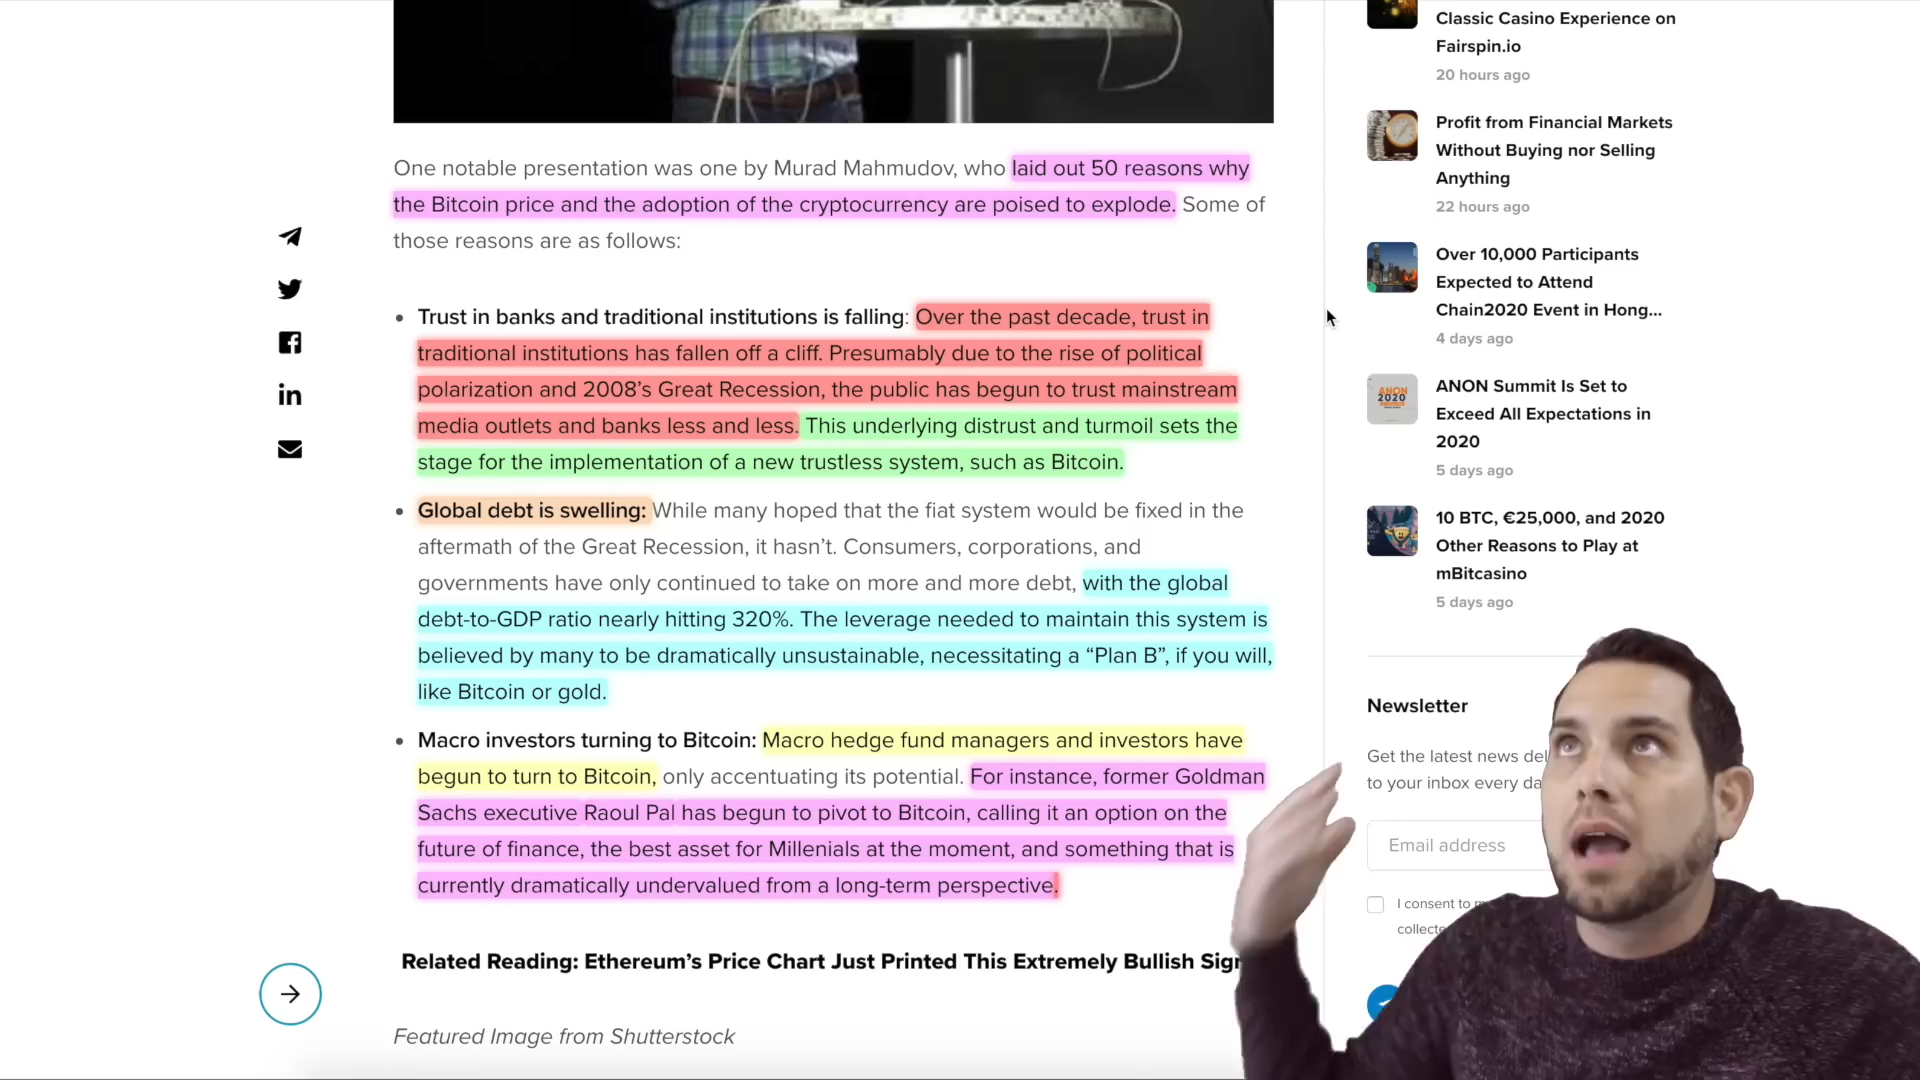 One notable presentation was one by Murad Mahmudov, who laid out 50 reasons why
the Bitcoin price and the adoption of the cryptocurrency are poised to explode. Some of
those reasons are as follows:
Trust in banks and traditional institutions is falling: Over the past decade, trust in
traditional institutions has fallen off a cliff. Presumably due to the rise of political
polarization and 2008’s Great Recession, the public has begun to trust mainstream
media outlets and banks less and less. This underlying distrust and turmoil sets the
stage for the implementation of a new trustless system, such as Bitcoin.
Global debt is swelling: While many hoped that the fiat system would be fixed in the
aftermath of the Great Recession, it hasn’t. Consumers, corporations, and
governments have only continued to take on more and more debt, with the global
debt-to-GDP ratio nearly hitting 320%. The leverage needed to maintain this system is
believed by many to be dramatically unsustainable, necessitating a “Plan B”, if you will,
like Bitcoin or gold.
Macro investors turning to Bitcoin: Macro hedge fund managers and investors have
begun to turn to Bitcoin, only accentuating its potential. For instance, former Goldman
Sachs executive Raoul Pal has begun to pivot to Bitcoin, calling it an option on the
future of finance, the best asset for Millenials at the moment, and something that is
currently dramatically undervalued from a long-term perspective.
Related Reading: Ethereum’s Price Chart Just Printed This Extremely Bullish
Featured Image from Shutterstock
Classic Casino Experience on
Fairspin.io
20 hours ago
Profit from Financial Markets
Without Buying nor Selling
Anything
22 hours ago
Over 10,000 Participants
Expected to Attend
Chain2020 Event in Hong...
4 days ago
ANON
2020
ANON Summit Is Set to
Exceed All Expectations in
2020
5 days ago
10 BTC, €25,000, and 2020
Other Reasons to Play at
mBitcasino
5 days ago
Newsletter
Get the latest news
to your inbox every
Email address
I consent to